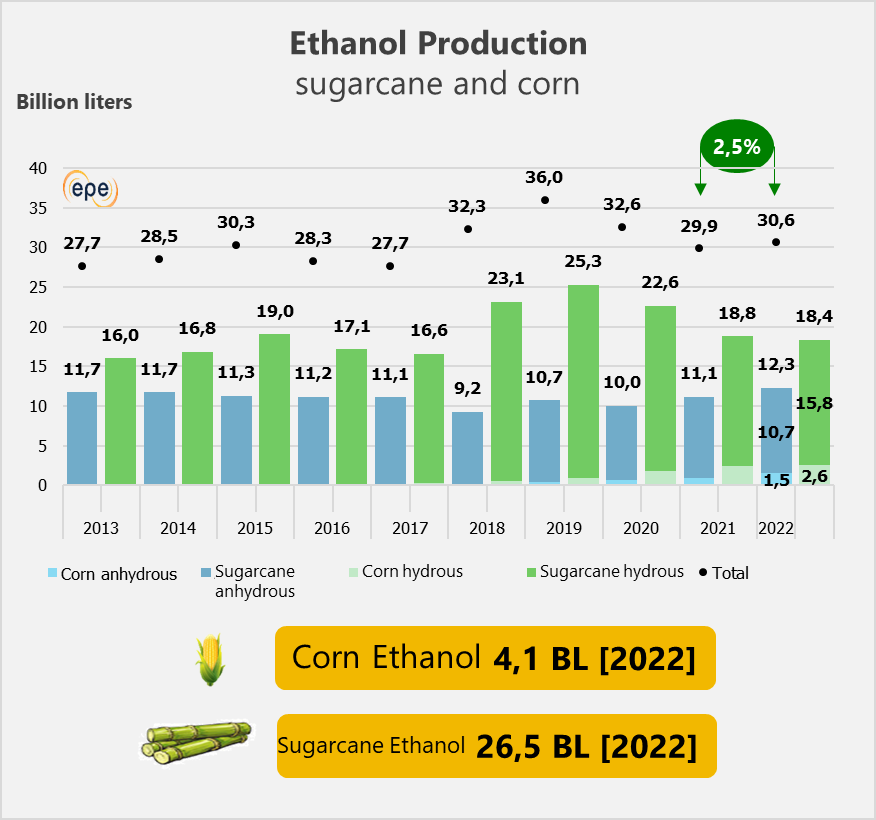 Ethanol Production
sugarcane and corn
Billion liters
2,5%
epe
40
35
30
25
20
15
10
5
0
27,7 28,5 30,3 28,3 27,7 32,3 36,0 32,6 29,9 30,6
16,0 16,8 19,0 17,1 16,6 23,1 25,3 22,6 18,8 18,4
11,7 11,7 11,3 11,2 11,1 9,2 10,7 10,0 11,1 12,3
15,8
10,7
1,5 2,6
2013 2014 2015 2016 2017 2018 2019 2020 2021 2022
Corn anhydrous
Sugarcane
anhydrous
Corn hydrous
Sugarcane hydrous
Total
Corn Ethanol 4,1 BL [2022]
Sugarcane Ethanol 26,5 BL [2022]